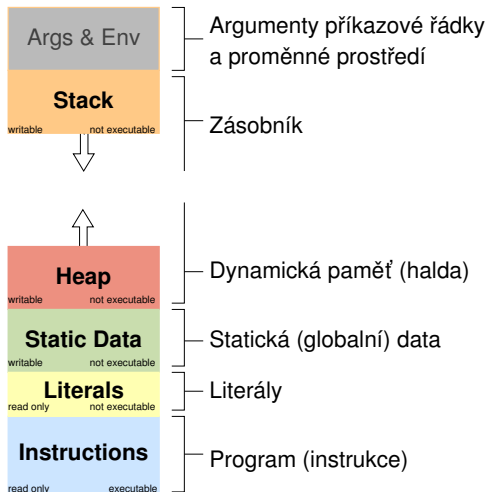 Args & Env
Argumenty příkazové řádky
a proměnné prostředí
Stack
writable not executable
Zásobník
Heap
writable not executable
Dynamická paměť (halda)
Static Data
writable not executable
Statická (globalní) data
Literals
read only not executable
Literály
Instructions
read only executable
Program (instrukce)